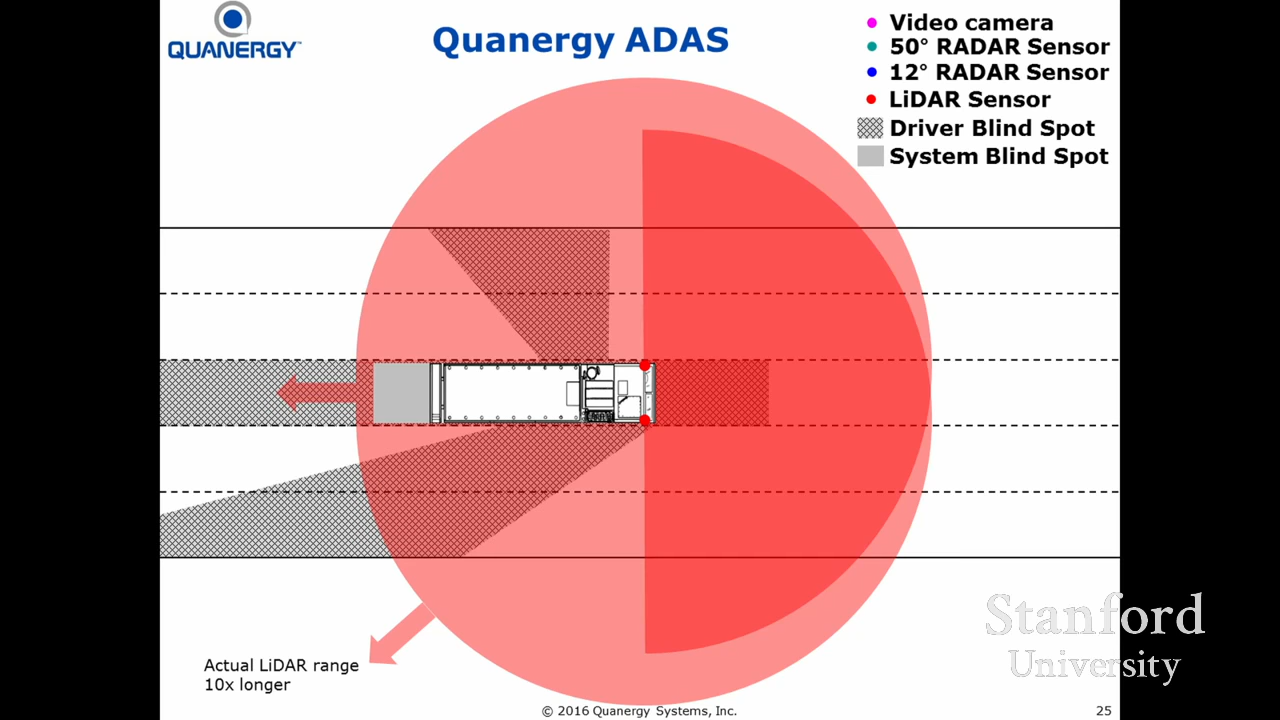 QUANERGY™
Quanergy ADAS
Video camera
50° RADAR Sensor
12° RADAR Sensor
LiDAR Sensor
Driver Blind Spot
System Blind Spot
Actual LiDAR range
10x longer
Stanford
University
© 2016 Quanergy Systems, Inc.
25